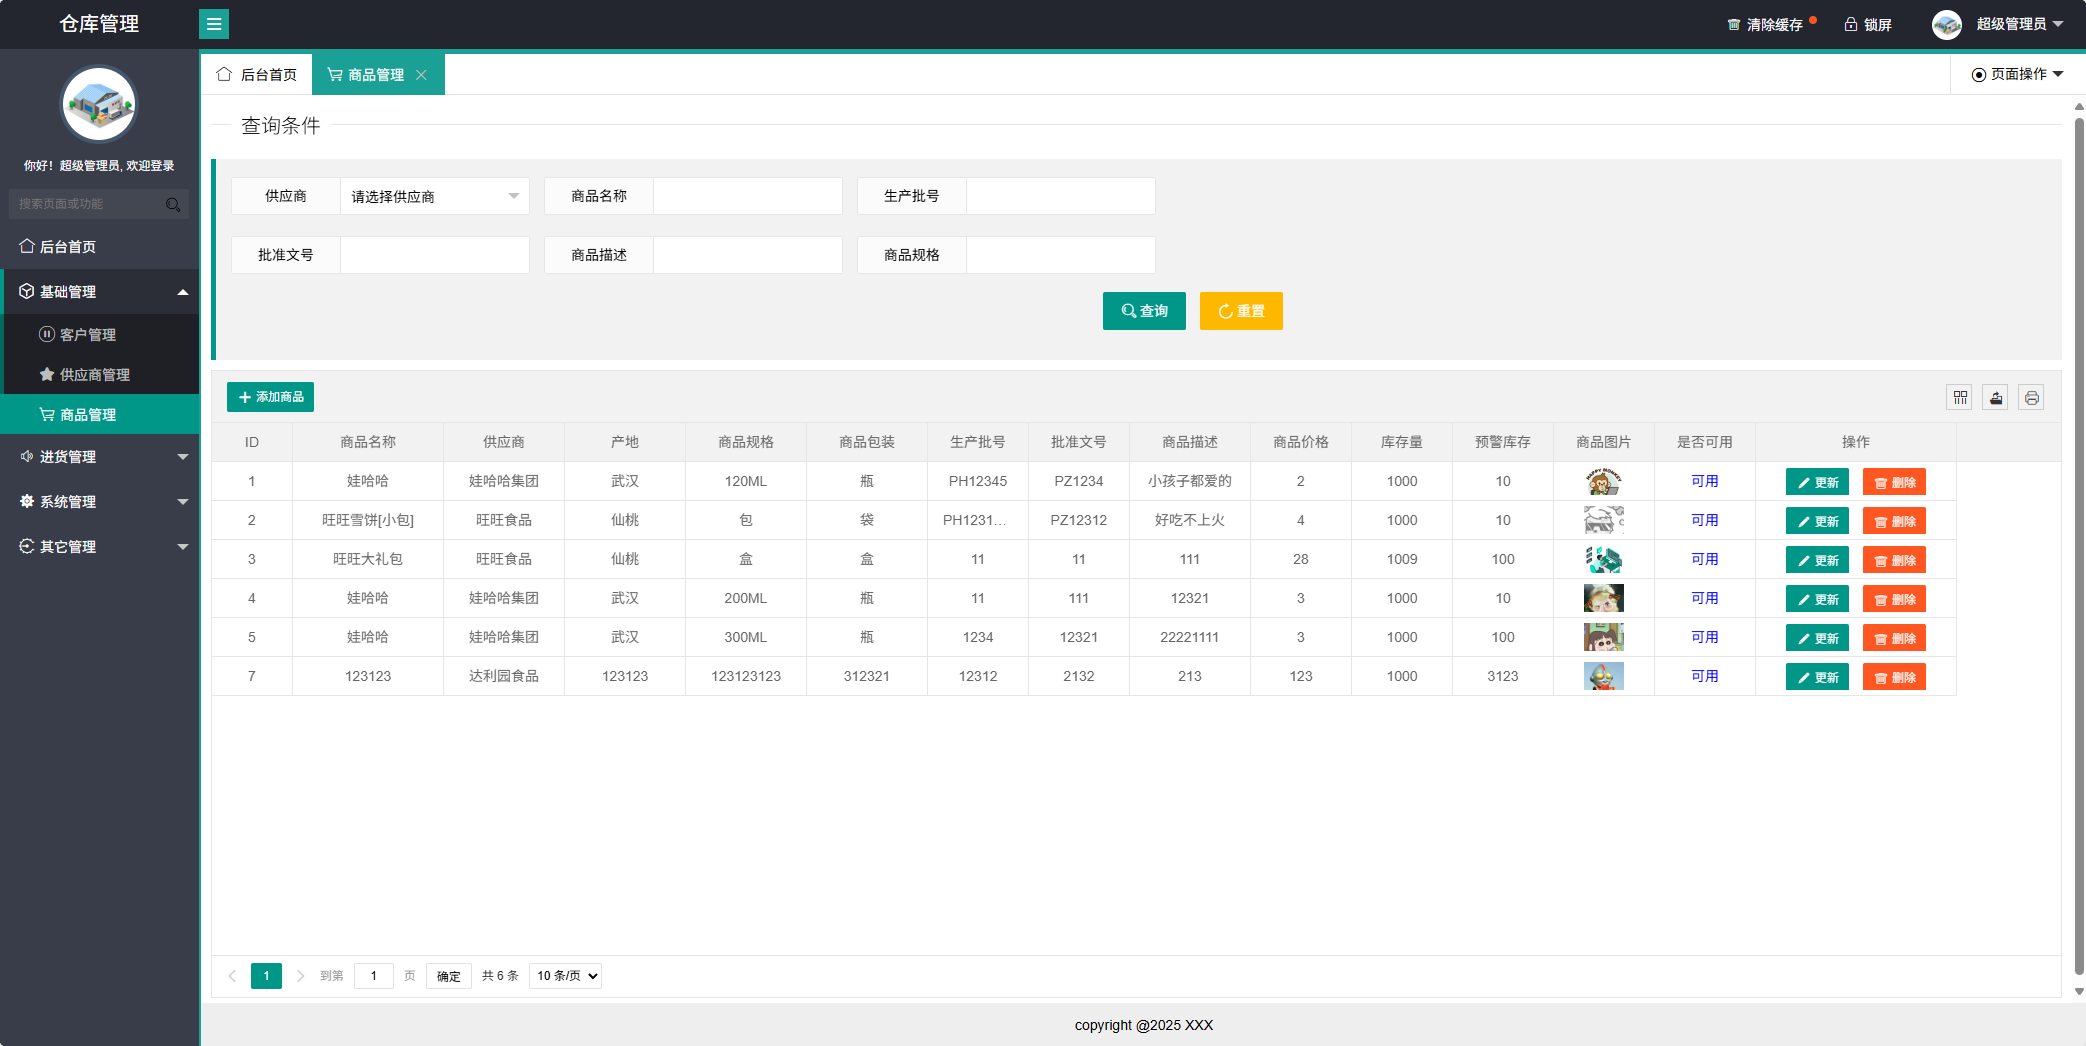 仓库管理
清除缓存
锁屏
超级管理员
后台首页
商品管理
页面操作
你好！超级管理员, 欢迎登录
搜索页面或功能
后台首页
基础管理
客户管理
供应商管理
商品管理
进货管理
系统管理
其它管理
查询条件
供应商 请选择供应商 商品名称 生产批号
批准文号 商品描述 商品规格
查询 重置
添加商品
ID 商品名称 供应商 产地 商品规格 商品包装 生产批号 批准文号 商品描述 商品价格 库存量 预警库存 商品图片 是否可用 操作
1 娃哈哈 娃哈哈集团 武汉 120ML 瓶 PH12345 PZ1234 小孩子都爱的 2 1000 10 HAPPY MONKEY 可用 更新 删除
2 旺旺雪饼[小包] 旺旺食品 仙桃 包 袋 PH1231… PZ12312 好吃不上火 4 1000 10 可用 更新 删除
3 旺旺大礼包 旺旺食品 仙桃 盒 盒 11 11 111 28 1009 100 可用 更新 删除
4 娃哈哈 娃哈哈集团 武汉 200ML 瓶 11 111 12321 3 1000 10 可用 更新 删除
5 娃哈哈 娃哈哈集团 武汉 300ML 瓶 1234 12321 22221111 3 1000 100 可用 更新 删除
7 123123 达利园食品 123123 123123123 312321 12312 2132 213 123 1000 3123 可用 更新 删除
1 到第 1 页 确定 共 6 条 10 条/页
copyright @2025 XXX